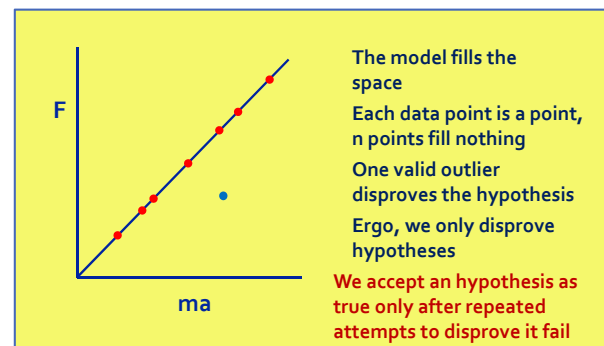 F
ma
The model fills the
space
Each data point is a point,
n points fill nothing
One valid outlier
disproves the hypothesis
Ergo, we only disprove
hypotheses
We accept an hypothesis as
true only after repeated
attempts to disprove it fail